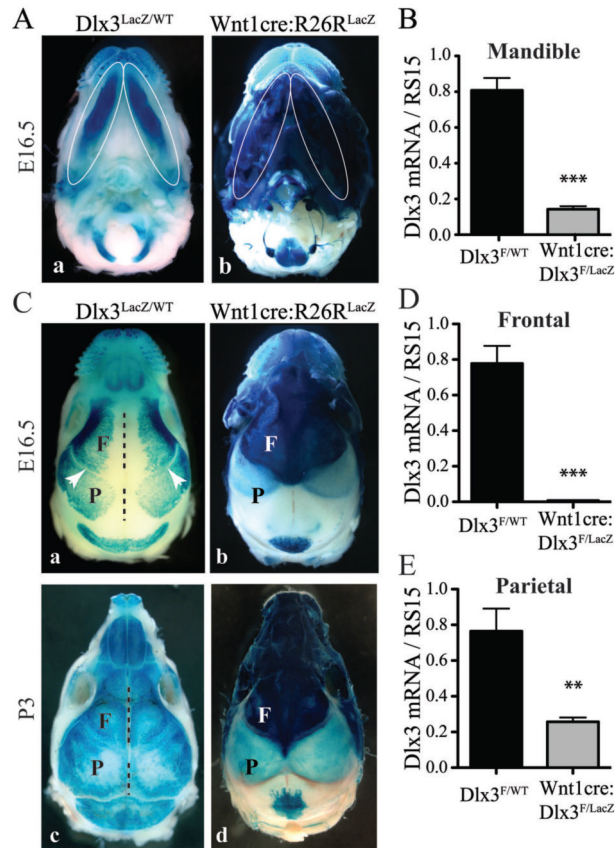 A
Dlx3LacZ/WT
Wnt1cre:R26RLacZ
E16.5
a
b
B
Mandible
Dlx3 mRNA / RS15
1.0
0.8
0.6
0.4
0.2
0.0
***
Dlx3F/WT
Wnt1cre:
Dlx3F/LacZ
C
Dlx3LacZ/WT
Wnt1cre:R26RLacZ
E16.5
F
P
a
F
P
b
P3
F
P
c
F
P
d
D
Frontal
Dlx3 mRNA / RS15
1.0
0.8
0.6
0.4
0.2
0.0
***
Dlx3F/WT
Wnt1cre:
Dlx3F/LacZ
E
Parietal
Dlx3 mRNA / RS15
1.0
0.8
0.6
0.4
0.2
0.0
**
Dlx3F/WT
Wnt1cre:
Dlx3F/LacZ